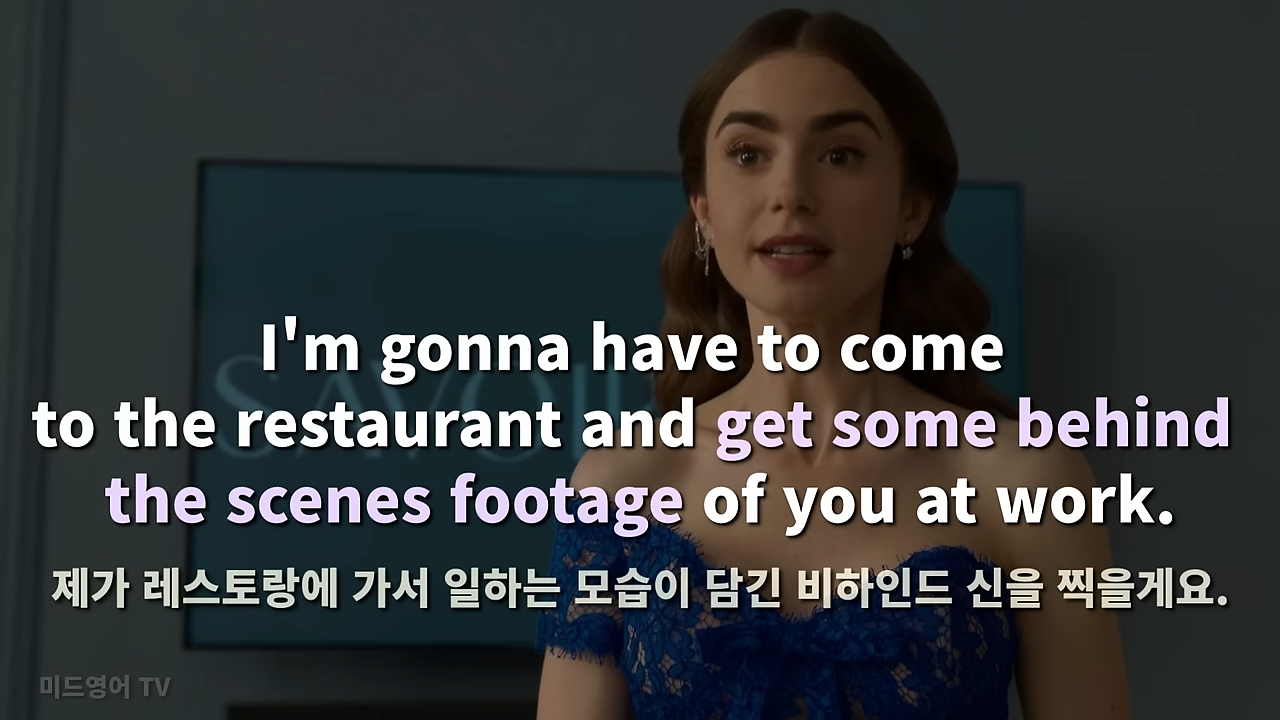 SAVOIR
I'm gonna have to come
to the restaurant and get some behind
the scenes footage of you at work.
제가 레스토랑에 가서 일하는 모습이 담긴 비하인드 신을 찍을게요.
미드영어 TV